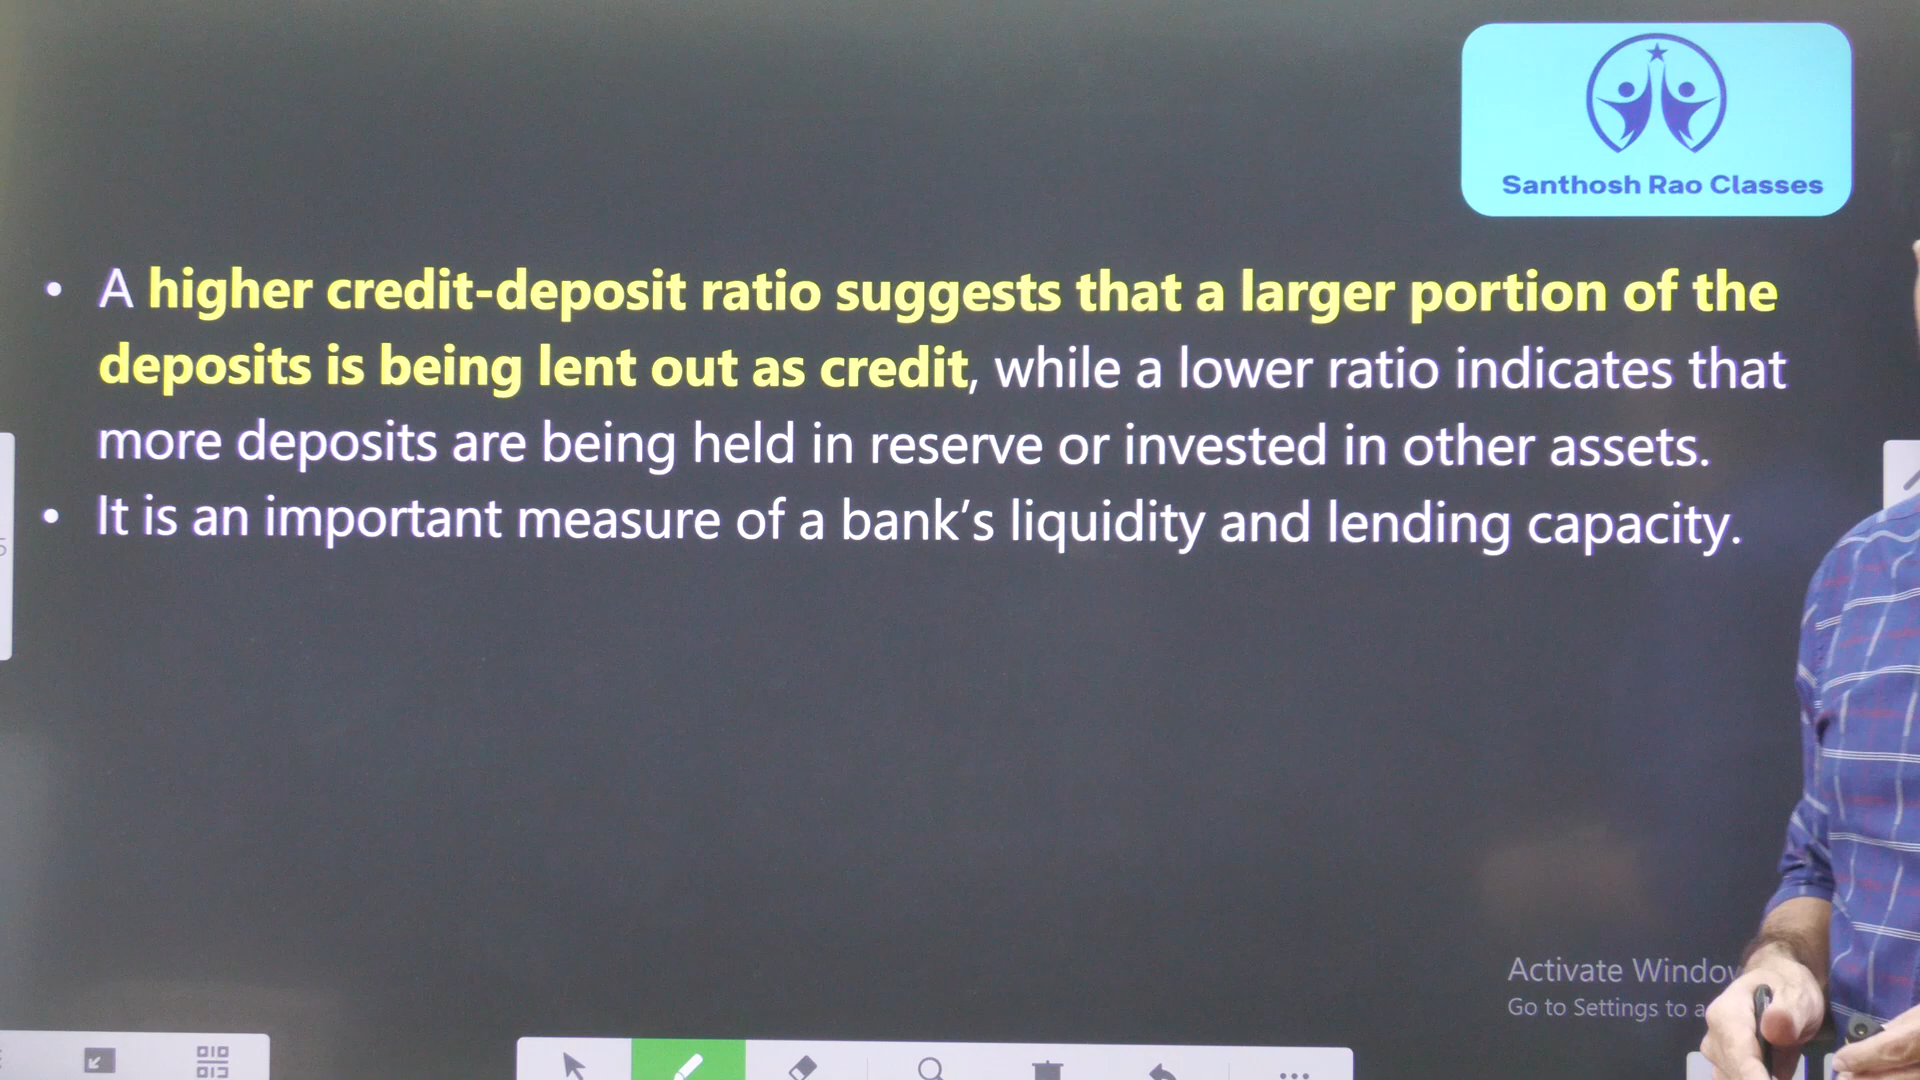 Santhosh Rao Classes
• A higher credit-deposit ratio suggests that a larger portion of the
deposits is being lent out as credit, while a lower ratio indicates that
more deposits are being held in reserve or invested in other assets.
• It is an important measure of a bank’s liquidity and lending capacity.
Activate
Go to Settings to